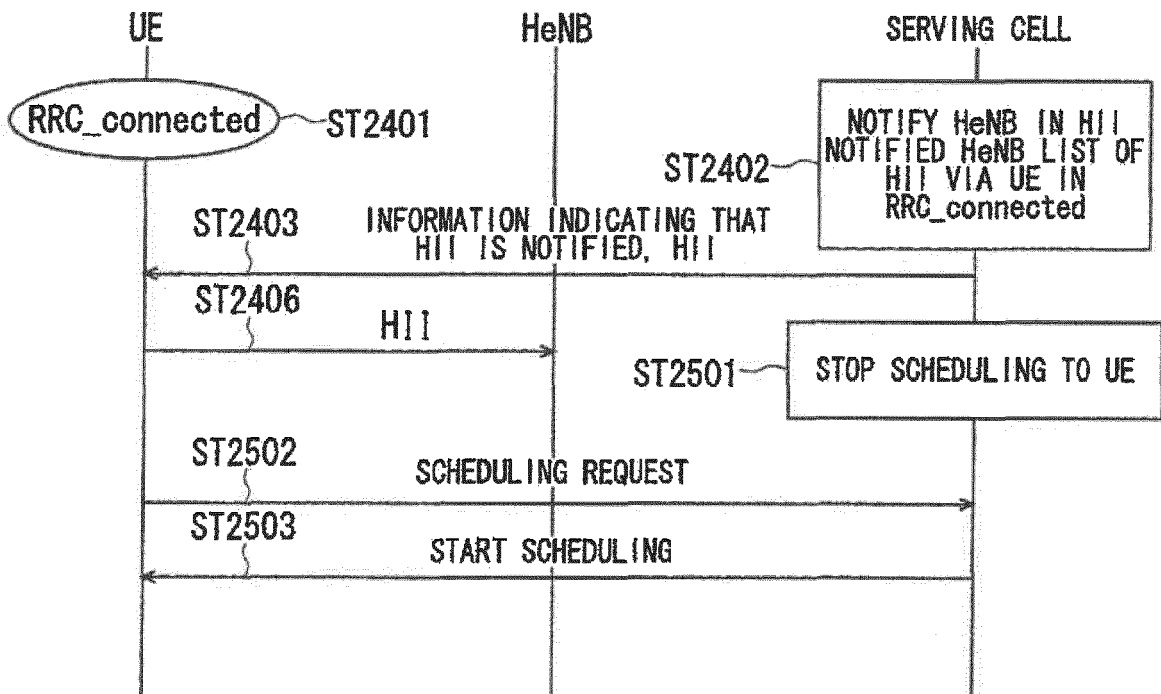 UE
HeNB
SERVING CELL
RRC_connected
ST2401
NOTIFY HeNB IN HII
NOTIFIED HeNB LIST OF
HII VIA UE IN
RRC_connected
ST2402
ST2403
INFORMATION INDICATING THAT
HII IS NOTIFIED, HII
ST2406
HII
ST2501
STOP SCHEDULING TO UE
ST2502
SCHEDULING REQUEST
ST2503
START SCHEDULING